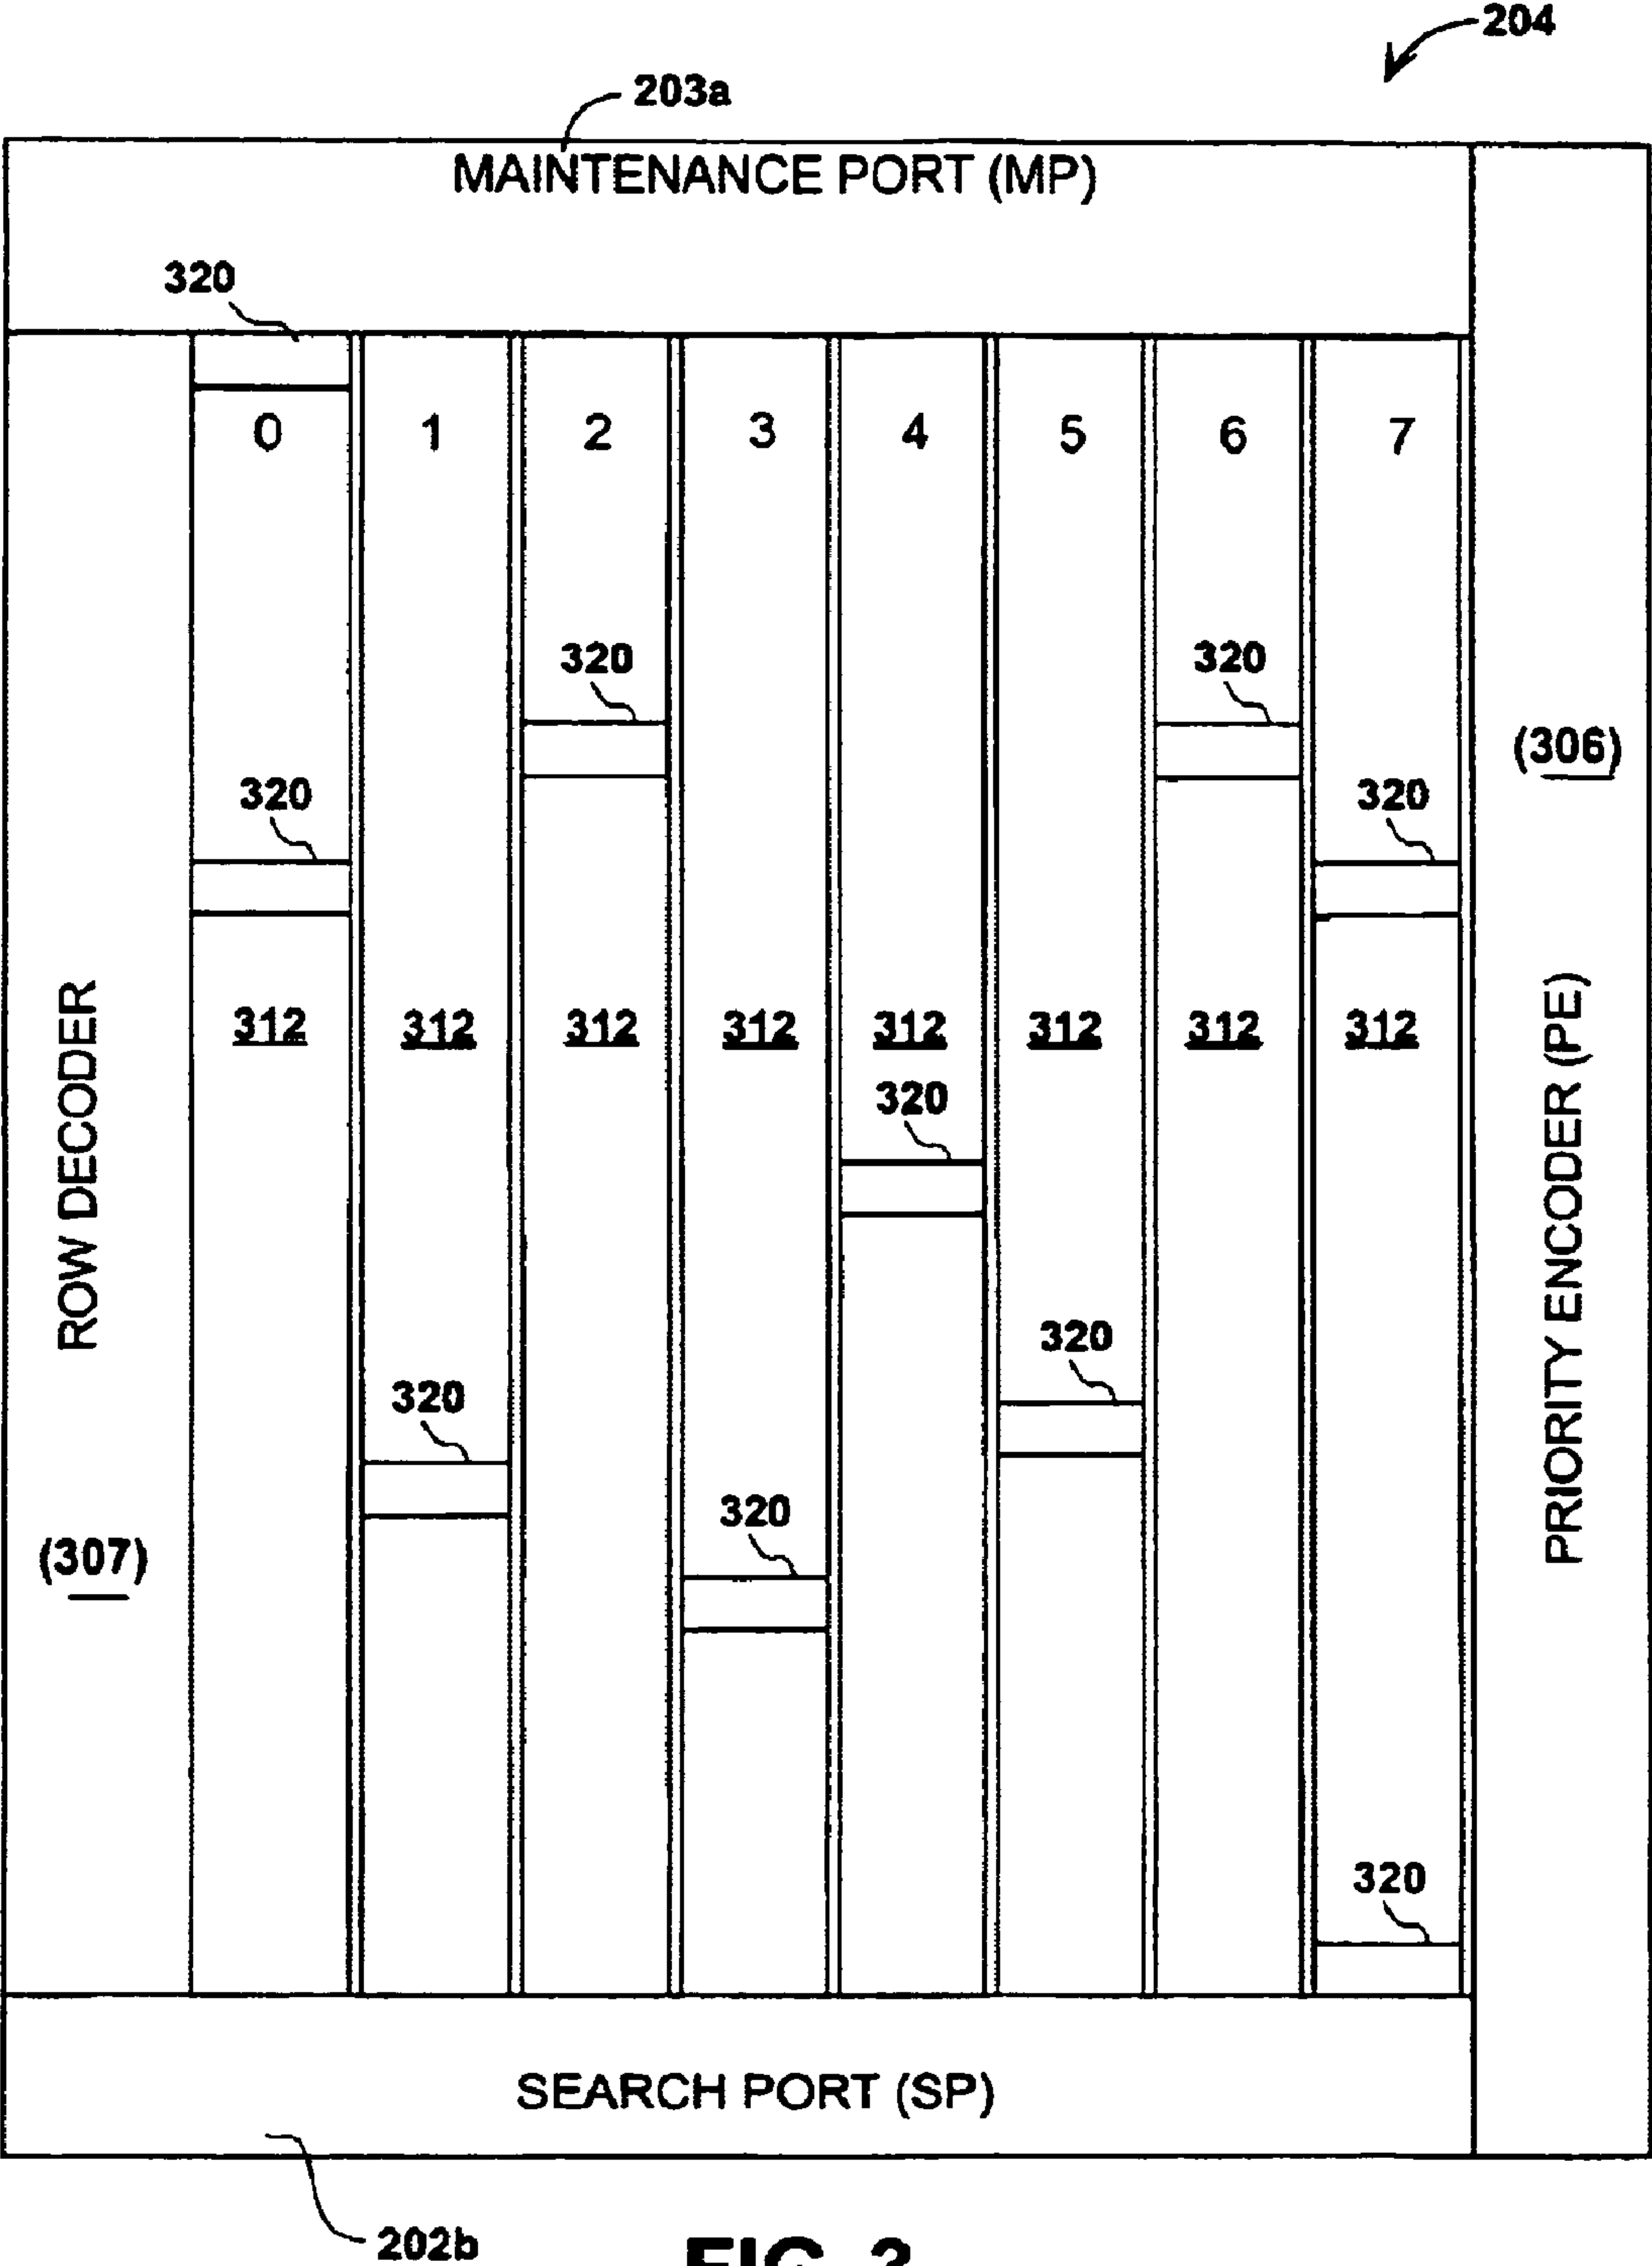 204
203a
MAINTENANCE PORT (MP)
320
0 1 2 3 4 5 6 7
320 320
(306)
320 320
312 312 312 312 312 312 312 312
320
ROW DECODER
PRIORITY ENCODER (PE)
320
320
320
(307)
320
SEARCH PORT (SP)
202b